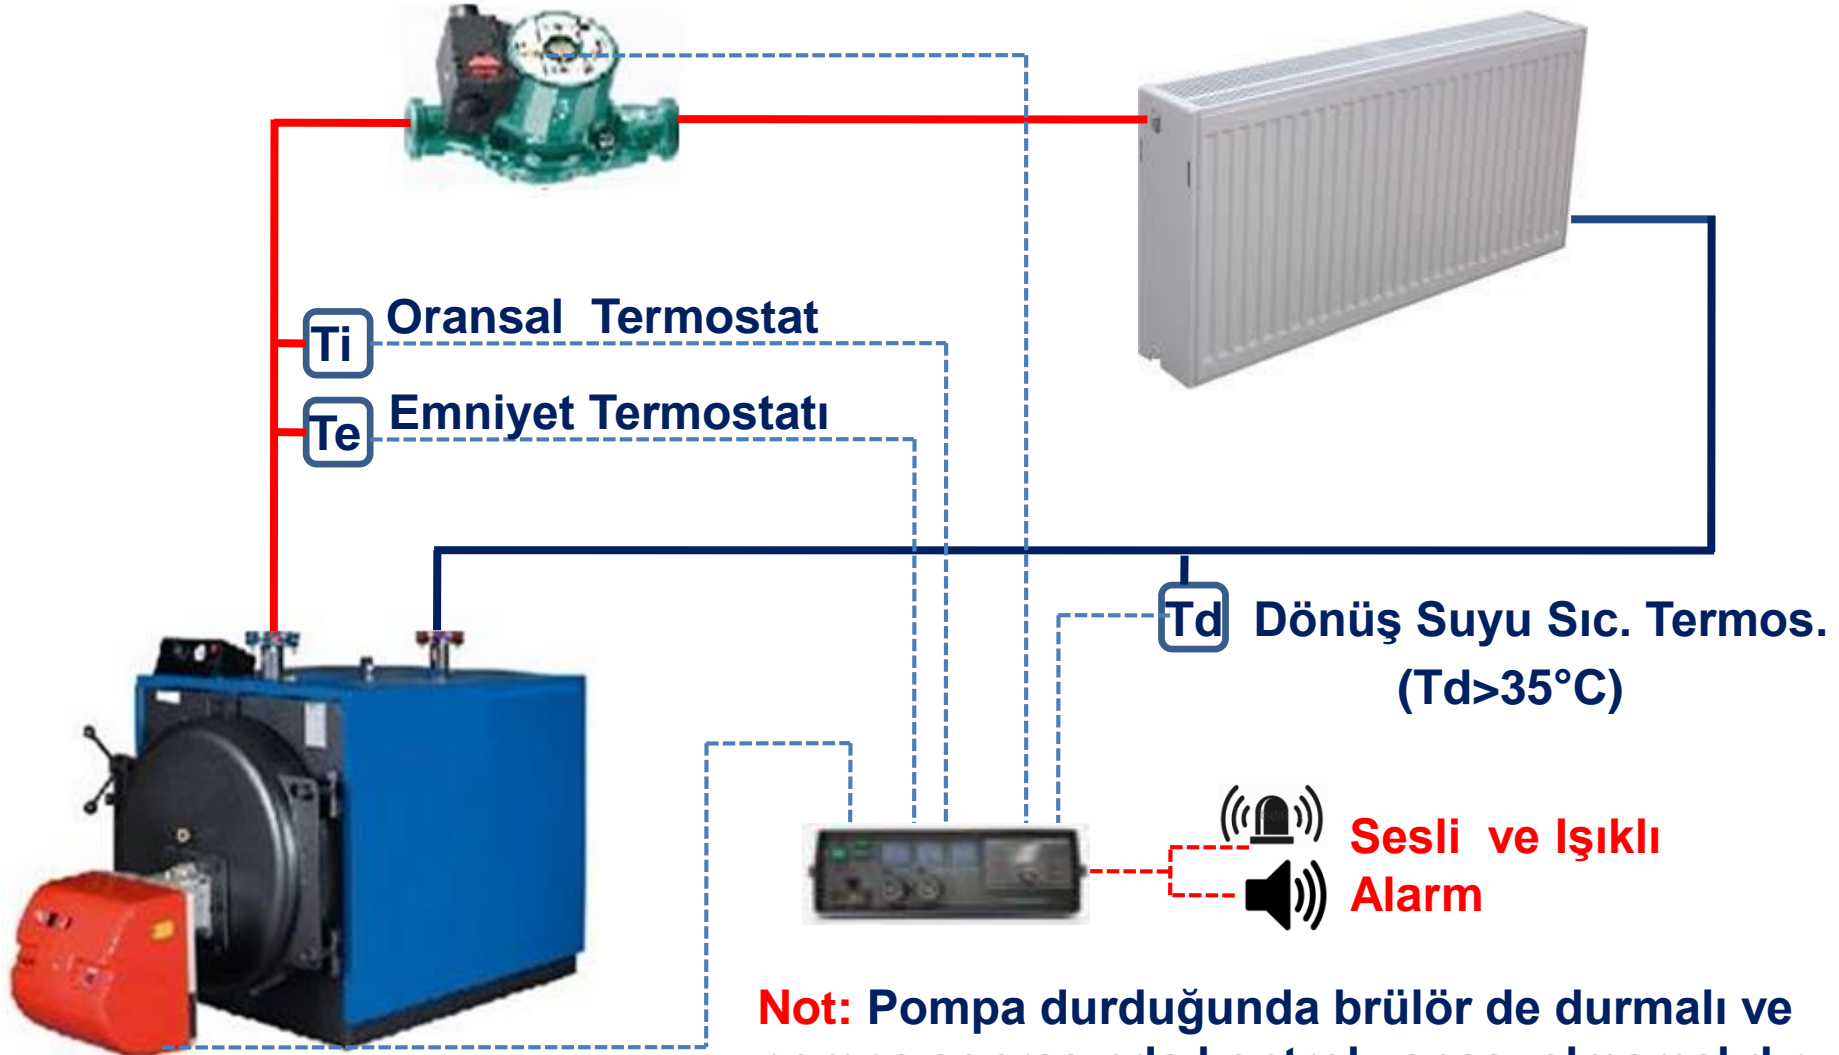 Ti
Oransal Termostat
Te
Emniyet Termostatı
Td
Dönüş Suyu Sıc. Termos.
(Td>35°C)
Sesli ve Işıklı
Alarm
Not: Pompa durduğunda brülör de durmalı ve